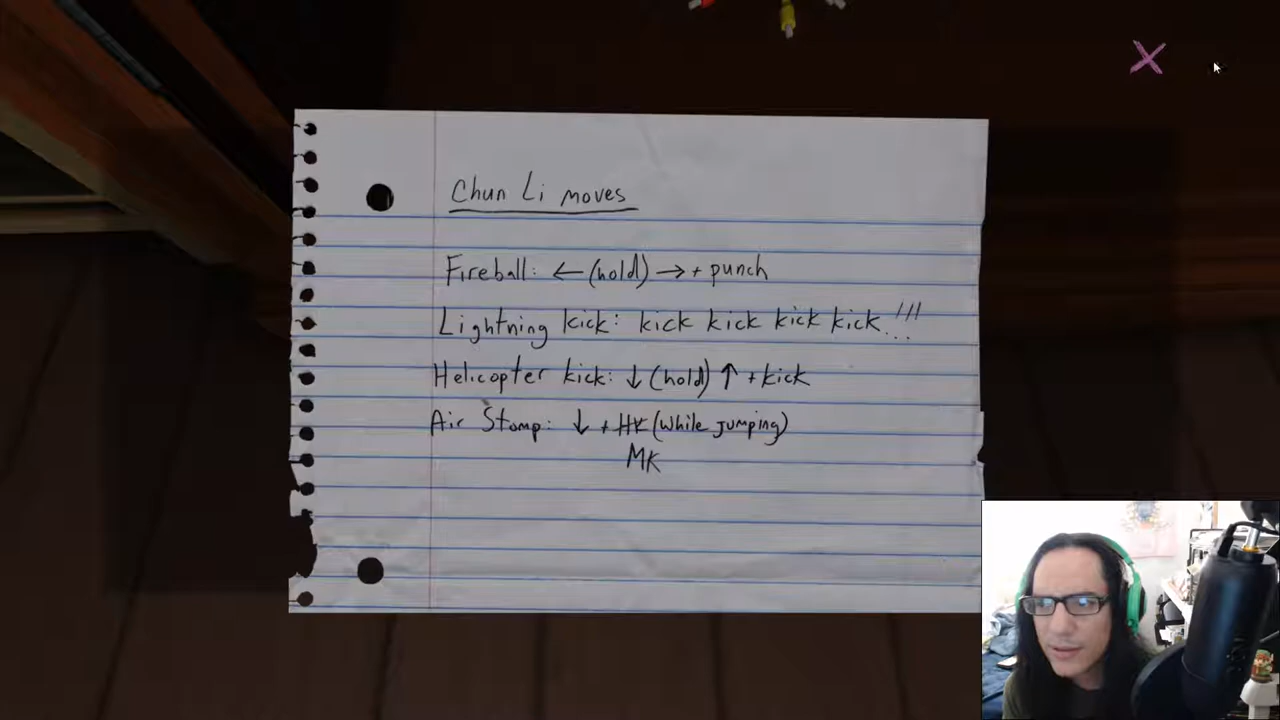 Chun Li moves
Fireball: ← (hold) → + punch
Lightning kick: kick kick kick kick...!!!
Helicopter kick: ↓ (hold) ↑ + kick
Air Stomp: ↓ + HK (while jumping)
MK